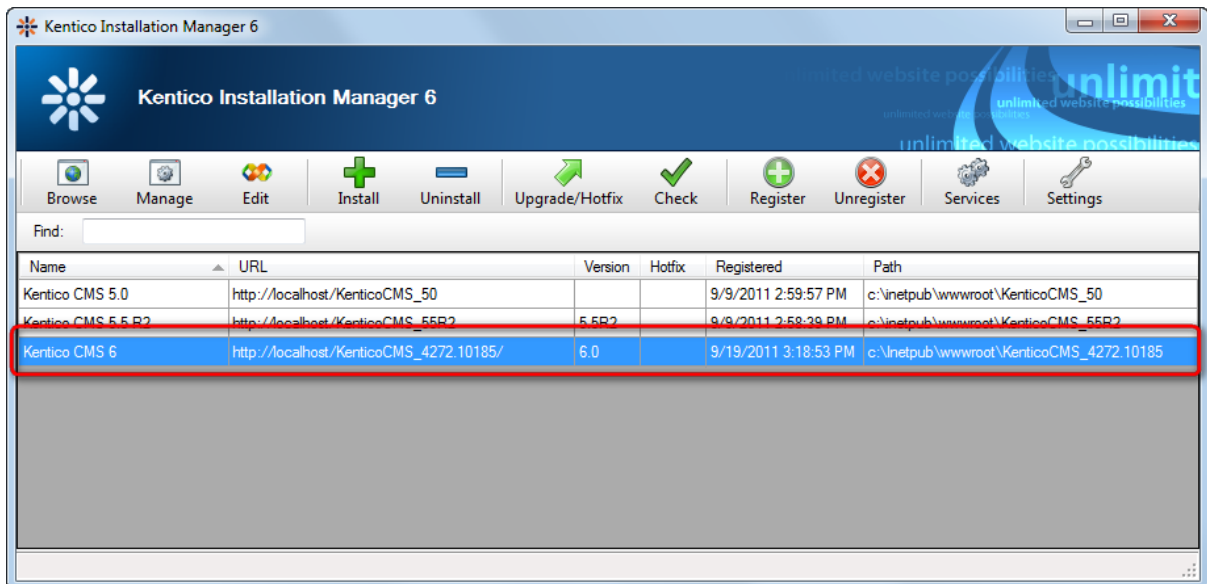 Kentico Installation Manager 6
Kentico Installation Manager 6
website possibilities
unlimit
unlimited website possibilities
unlimited website possibilities
unlimited website possibilities
Browse Manage Edit Install Uninstall Upgrade/Hotfix Check Register Unregister Services Settings
Find:
Name URL Version Hotfix Registered Path
Kentico CMS 5.0 http://localhost/KenticoCMS_50 9/9/2011 2:59:57 PM c:\inetpub\wwwroot\KenticoCMS_50
Kentico CMS 5.5 R2 http://localhost/KenticoCMS_55R2 5.5R2 9/9/2011 2:58:39 PM c:\inetpub\wwwroot\KenticoCMS_55R2
Kentico CMS 6 http://localhost/KenticoCMS_4272.10185/ 6.0 9/19/2011 3:18:53 PM c:\Inetpub\wwwroot\KenticoCMS_4272.10185